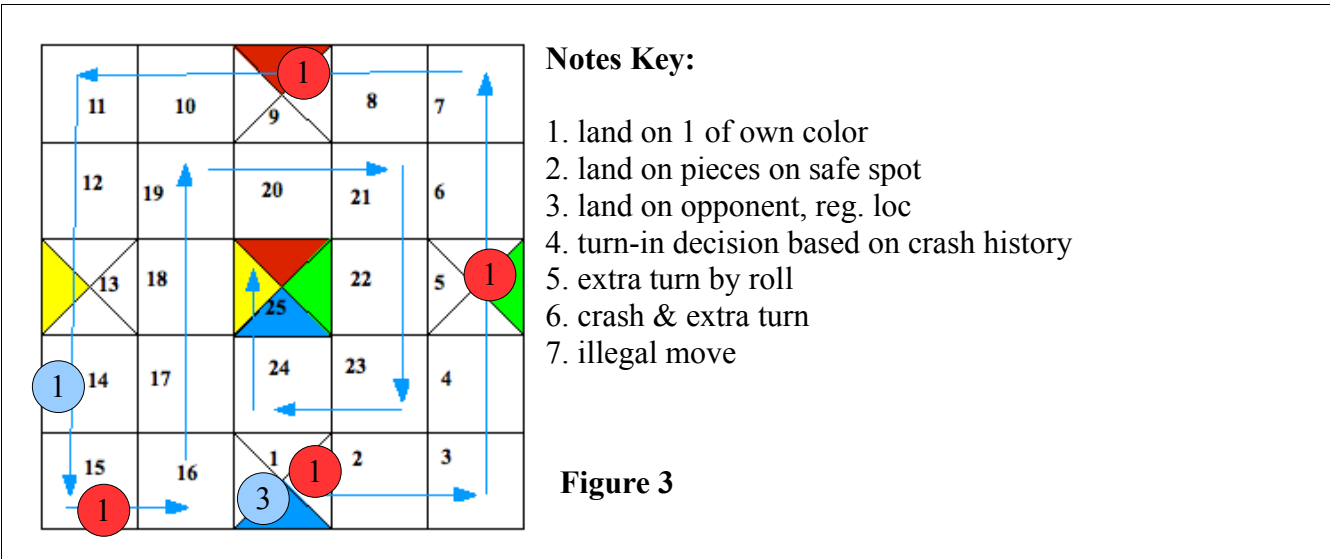 Notes Key:
1. land on 1 of own color
2. land on pieces on safe spot
3. land on opponent, reg. loc
4. turn-in decision based on crash history
5. extra turn by roll
6. crash & extra turn
7. illegal move
Figure 3
1
11 10 9 8 7
12 19 20 21 6
13 18 25 22 5 1
1 14 17 24 23 4
15 16 1 1 2 3
1 3